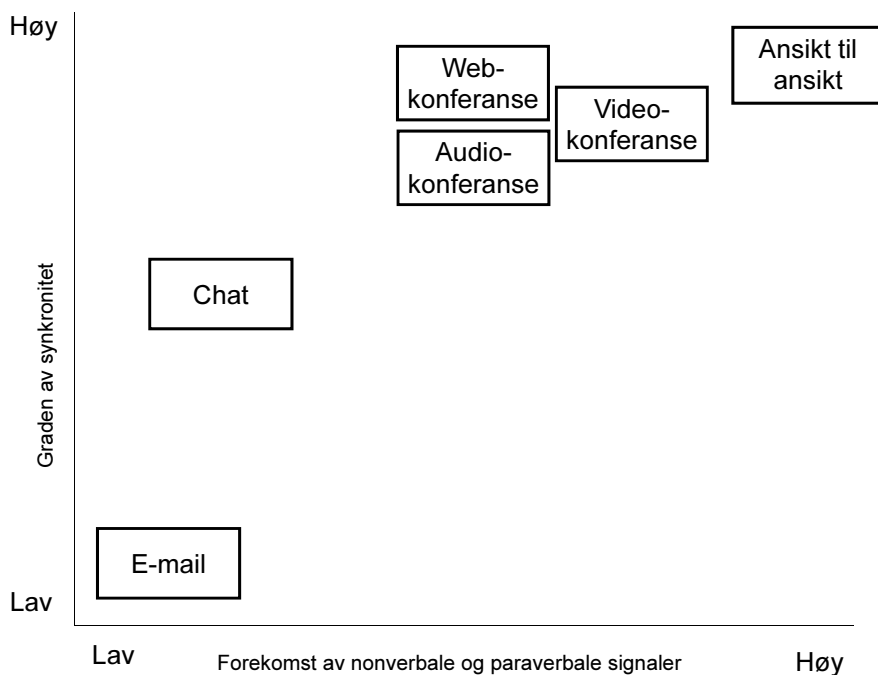 Høy
Ansikt til
ansikt
Web-
konferanse
Video-
konferanse
Audio-
konferanse
Chat
Graden av synkronitet
E-mail
Lav
Lav
Forekomst av nonverbale og paraverbale signaler
Høy